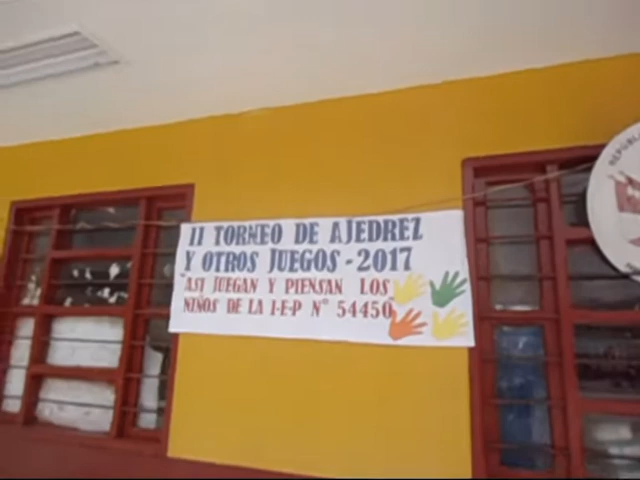 II TORNEO DE AJEDREZ
Y OTROS JUEGOS - 2017
"ASI JUEGAN Y PIENSAN LOS
NIÑOS DE LA I.E.P N° 54450"